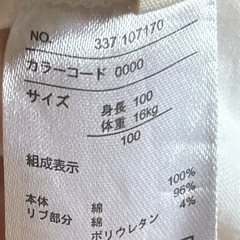 NO. 337 107170
カラーコード 0000
サイズ
身長 100
体重 16kg
100
組成表示
100%
本体 綿 96%
リブ部分 綿 4%
ポリウレタン